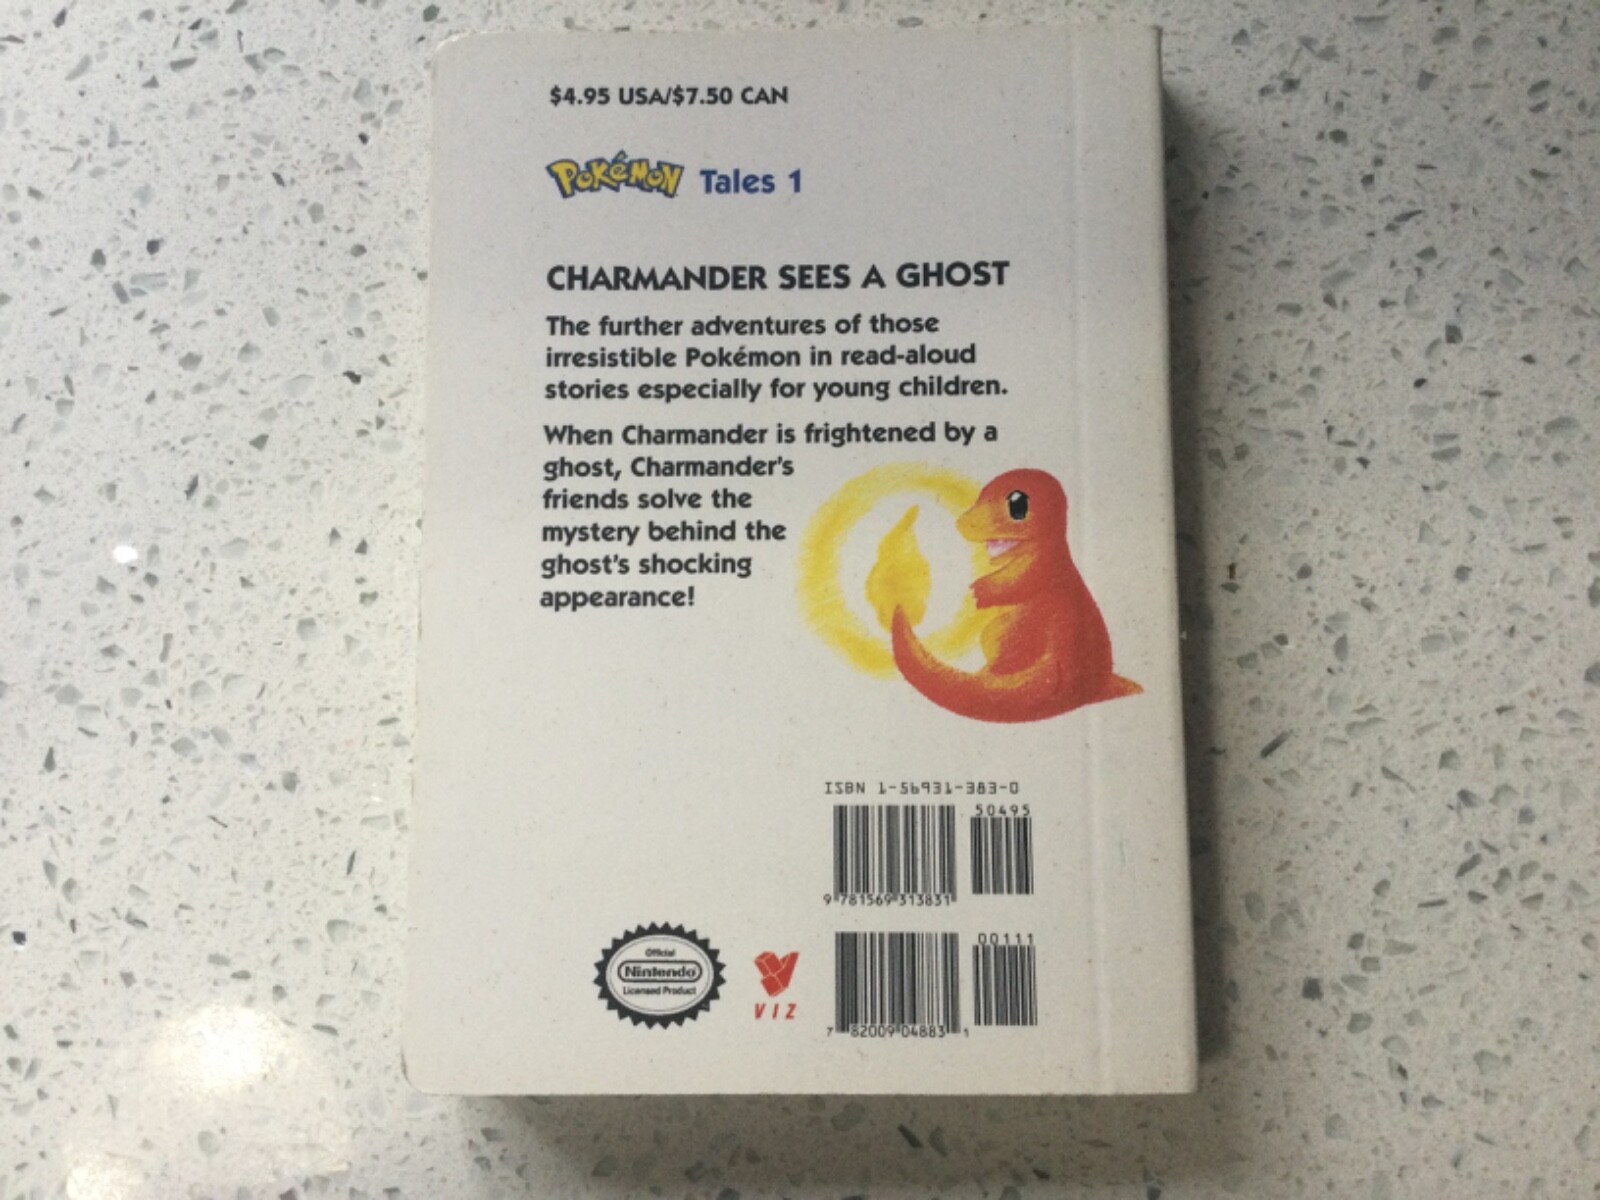 $4.95 USA/$7.50 CAN
POKéMON Tales 1
CHARMANDER SEES A GHOST
The further adventures of those
irresistible Pokémon in read-aloud
stories especially for young children.
When Charmander is frightened by a
ghost, Charmander's
friends solve the
mystery behind the
ghost's shocking
appearance!
ISBN 1-56931-383-0
50495
9 781569 313831
00111
7 82009 04883 1
Official
Nintendo
Licensed Product
VIZ